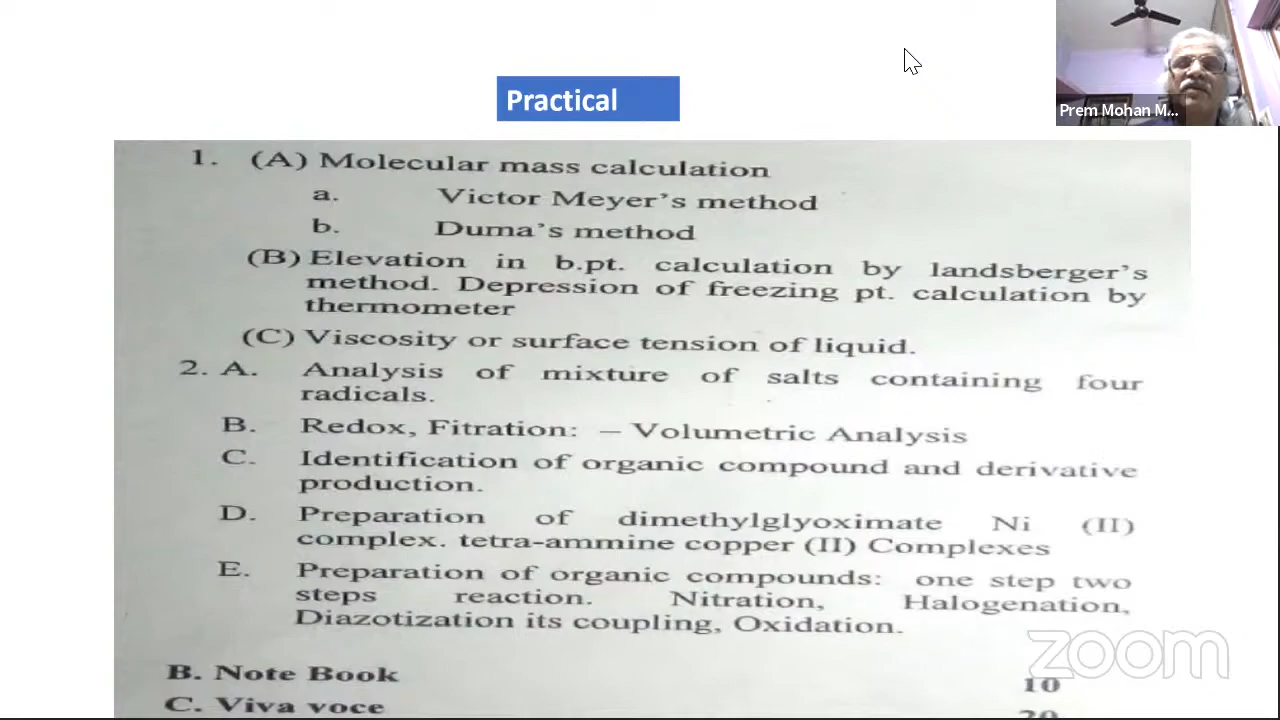 Practical
Prem Mohan M...
1. (A) Molecular mass calculation
a. Victor Meyer's method
b. Duma's method
(B) Elevation in b.pt. calculation by landsberger's
method. Depression of freezing pt. calculation by
thermometer
(C) Viscosity or surface tension of liquid.
2. A. Analysis of mixture of salts containing four
radicals.
B. Redox, Fitration: – Volumetric Analysis
C. Identification of organic compound and derivative
production.
D. Preparation of dimethylglyoximate Ni (II)
complex. tetra-ammine copper (II) Complexes
E. Preparation of organic compounds: one step two
steps reaction. Nitration, Halogenation,
Diazotization its coupling, Oxidation.
zoom
B. Note Book 10
C. Viva voce 20